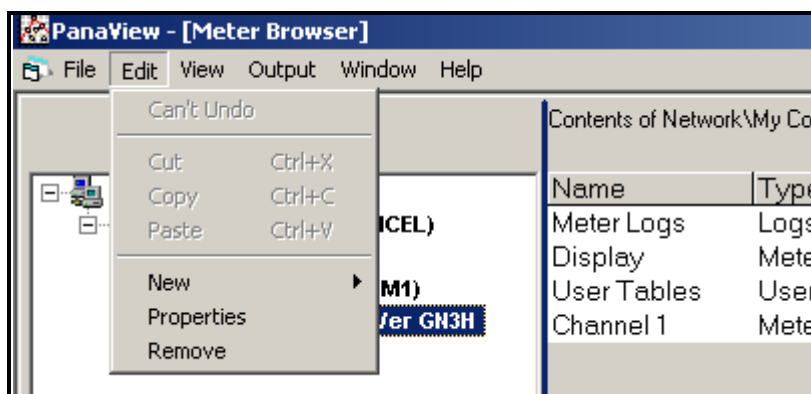 PanaView - [Meter Browser]
File Edit View Output Window Help
Can't Undo
Cut Ctrl+X
Copy Ctrl+C
Paste Ctrl+V
New
Properties
Remove
ICEL)
M1)
Ver GN3H
Contents of Network\My Co
Name Type
Meter Logs Logs
Display Mete
User Tables User
Channel 1 Mete